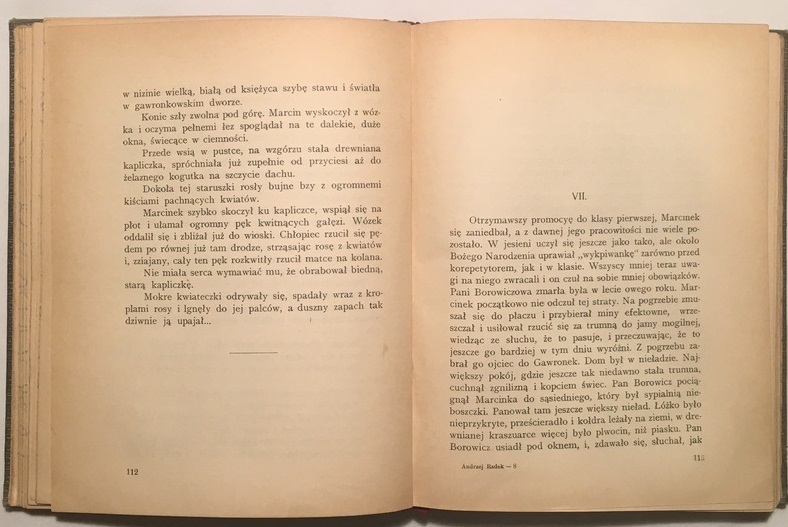 w nizinie wielką, białą od księżyca szybę stawu i światła
w gawronkowskim dworze.
Konie szły zwolna pod górę. Marcin wyskoczył z wóz-
ka i oczyma pełnemi łez spoglądał na te dalekie, duże
okna, świecące w ciemności.
Przede wsią w pustce, na wzgórzu stała drewniana
kapliczka, spróchniała już zupełnie od przyciesi aż do
żelaznego kogutka na szczycie dachu.
Dokoła tej staruszki rosły bujne bzy z ogromnemi
kiściami pachnących kwiatów.
Marcinek szybko skoczył ku kapliczce, wspiął się na
płot i ułamał ogromny pęk kwitnących gałęzi. Wózek
oddalił się i zbliżał już do wioski. Chłopiec rzucił się pę-
dem po równej już tam drodze, strząsając rosę z kwiatów
i, zziajany, cały ten pęk rozkwitły rzucił matce na kolana.
Nie miała serca wymawiać mu, że obrabował biedną,
starą kapliczkę.
Mokre kwiateczki odrywały się, spadały wraz z kro-
plami rosy i lgnęły do jej palców, a duszny zapach tak
dziwnie ją upajał...
112
VII.
Otrzymawszy promocyę do klasy pierwszej, Marcinek
się zaniedbał, a z dawnej jego pracowitości nie wiele po-
zostało. W jesieni uczył się jeszcze jako tako, ale około
Bożego Narodzenia uprawiał „wykpiwankę“ zarówno przed
korepetytorem, jak i w klasie. Wszyscy mniej teraz uwa-
gi na niego zwracali i on czuł na sobie mniej obowiązków.
Pani Borowiczowa zmarła była w lecie owego roku. Mar-
cinek początkowo nie odczuł tej straty. Na pogrzebie zmu-
szał się do płaczu i przybierał miny efektowne, wrze-
szczał i usiłował rzucić się za trumną do jamy mogilnej,
wiedząc ze słuchu, że to pasuje, i przeczuwając, że to
jeszcze go bardziej w tym dniu wyróżni. Z pogrzebu za-
brał go ojciec do Gawronek. Dom był w nieładzie. Naj-
większy pokój, gdzie jeszcze tak niedawno stała trumna,
cuchnął zgnilizną i kopciem świec. Pan Borowicz pocią-
gnął Marcinka do sąsiedniego, który był sypialnią nie-
boszczki. Panował tam jeszcze większy nieład. Łóżko było
nieprzykryte, prześcieradło i kołdra leżały na ziemi, w dre-
wnianej kraszuarce więcej było plwocin, niż piasku. Pan
Borowicz usiadł pod oknem, i, zdawało się, słuchał, jak
Andrzej Radek — 8
113